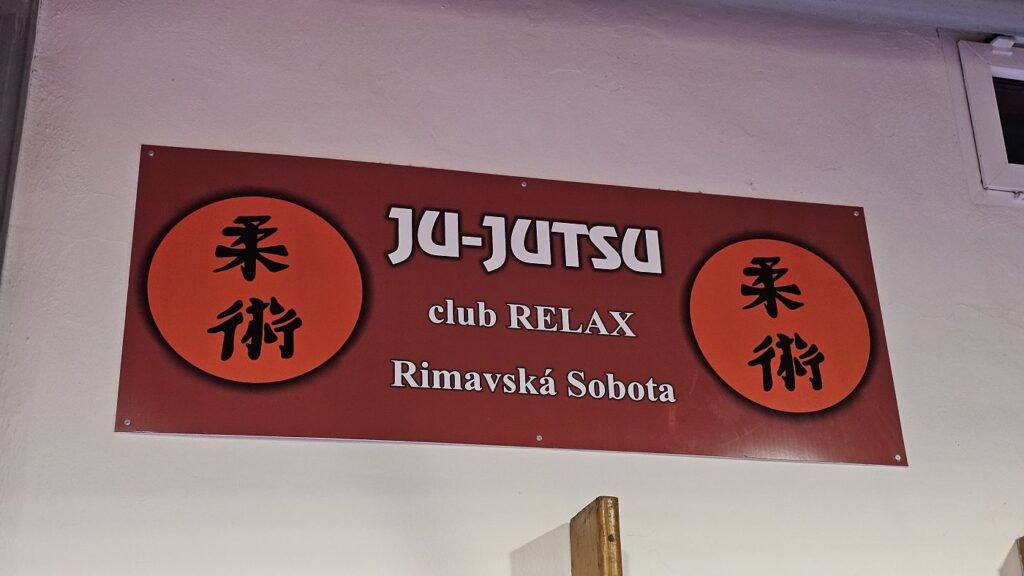 柔術
JU-JUTSU
club RELAX
Rimavská Sobota
柔術